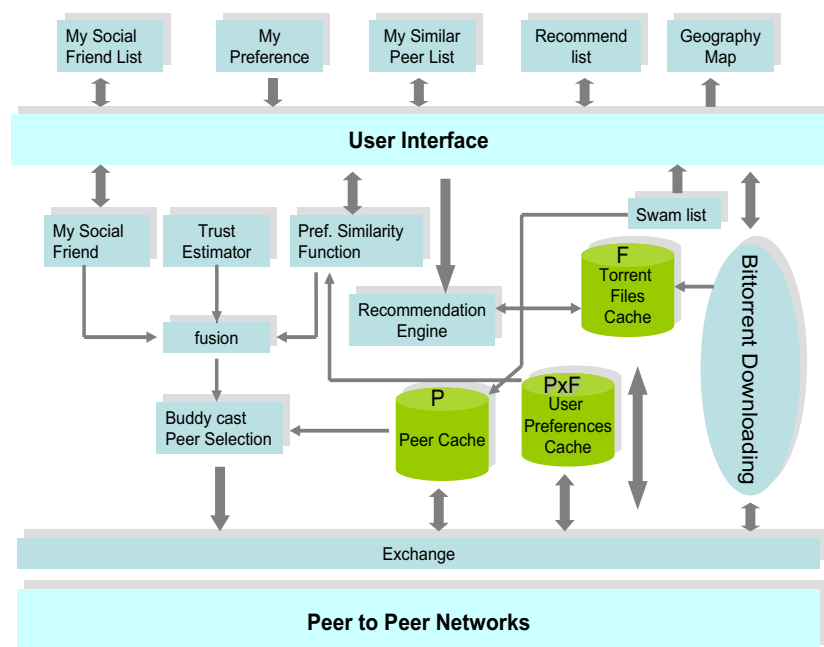 My Social
Friend List
My
Preference
My Similar
Peer List
Recommend
list
Geography
Map
User Interface
Swam list
My Social
Friend
Trust
Estimator
Pref. Similarity
Function
F
Torrent
Files
Cache
Bittorrent Downloading
Recommendation
Engine
fusion
P
Peer Cache
PxF
User
Preferences
Cache
Buddy cast
Peer Selection
Exchange
Peer to Peer Networks